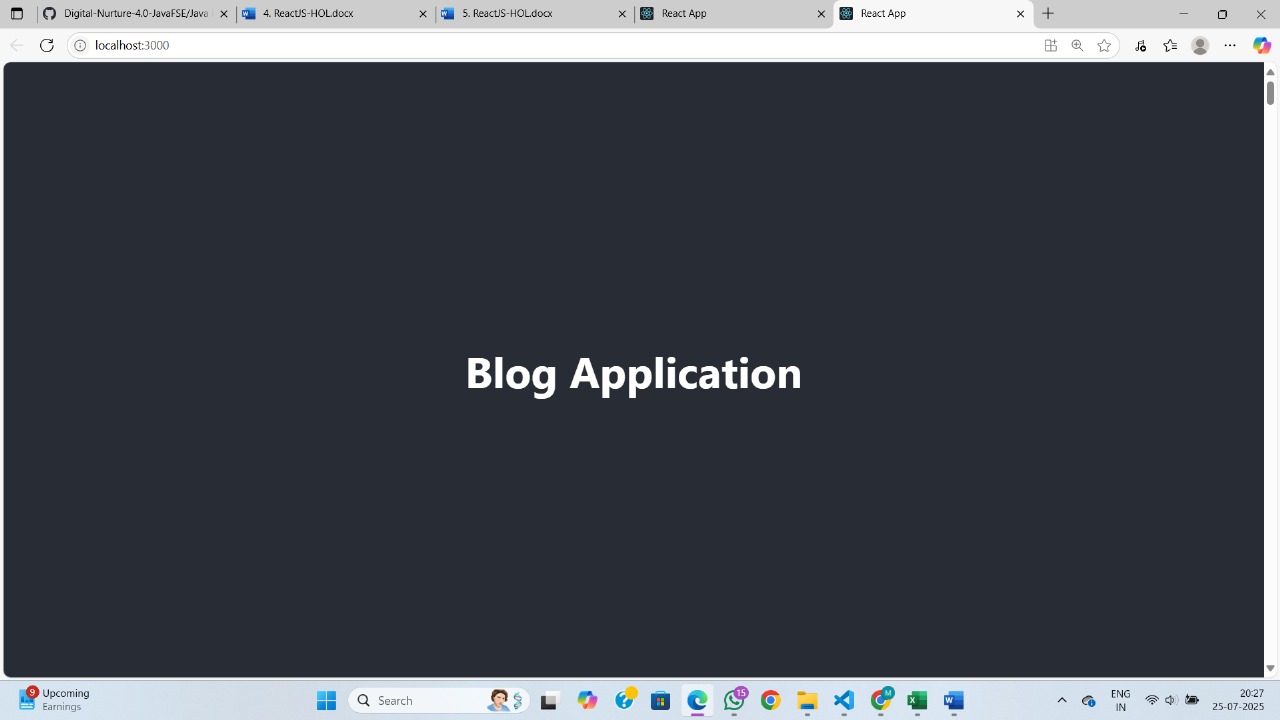 Digital-Nurture-4.0-JavaFSE/Java
4. ReactJS-HOL.docx
5. ReactJS-HOL.docx
React App
React App
localhost:3000
Blog Application
9
Upcoming
Earnings
Search
15
M
ENG
IN
20:27
25-07-2025